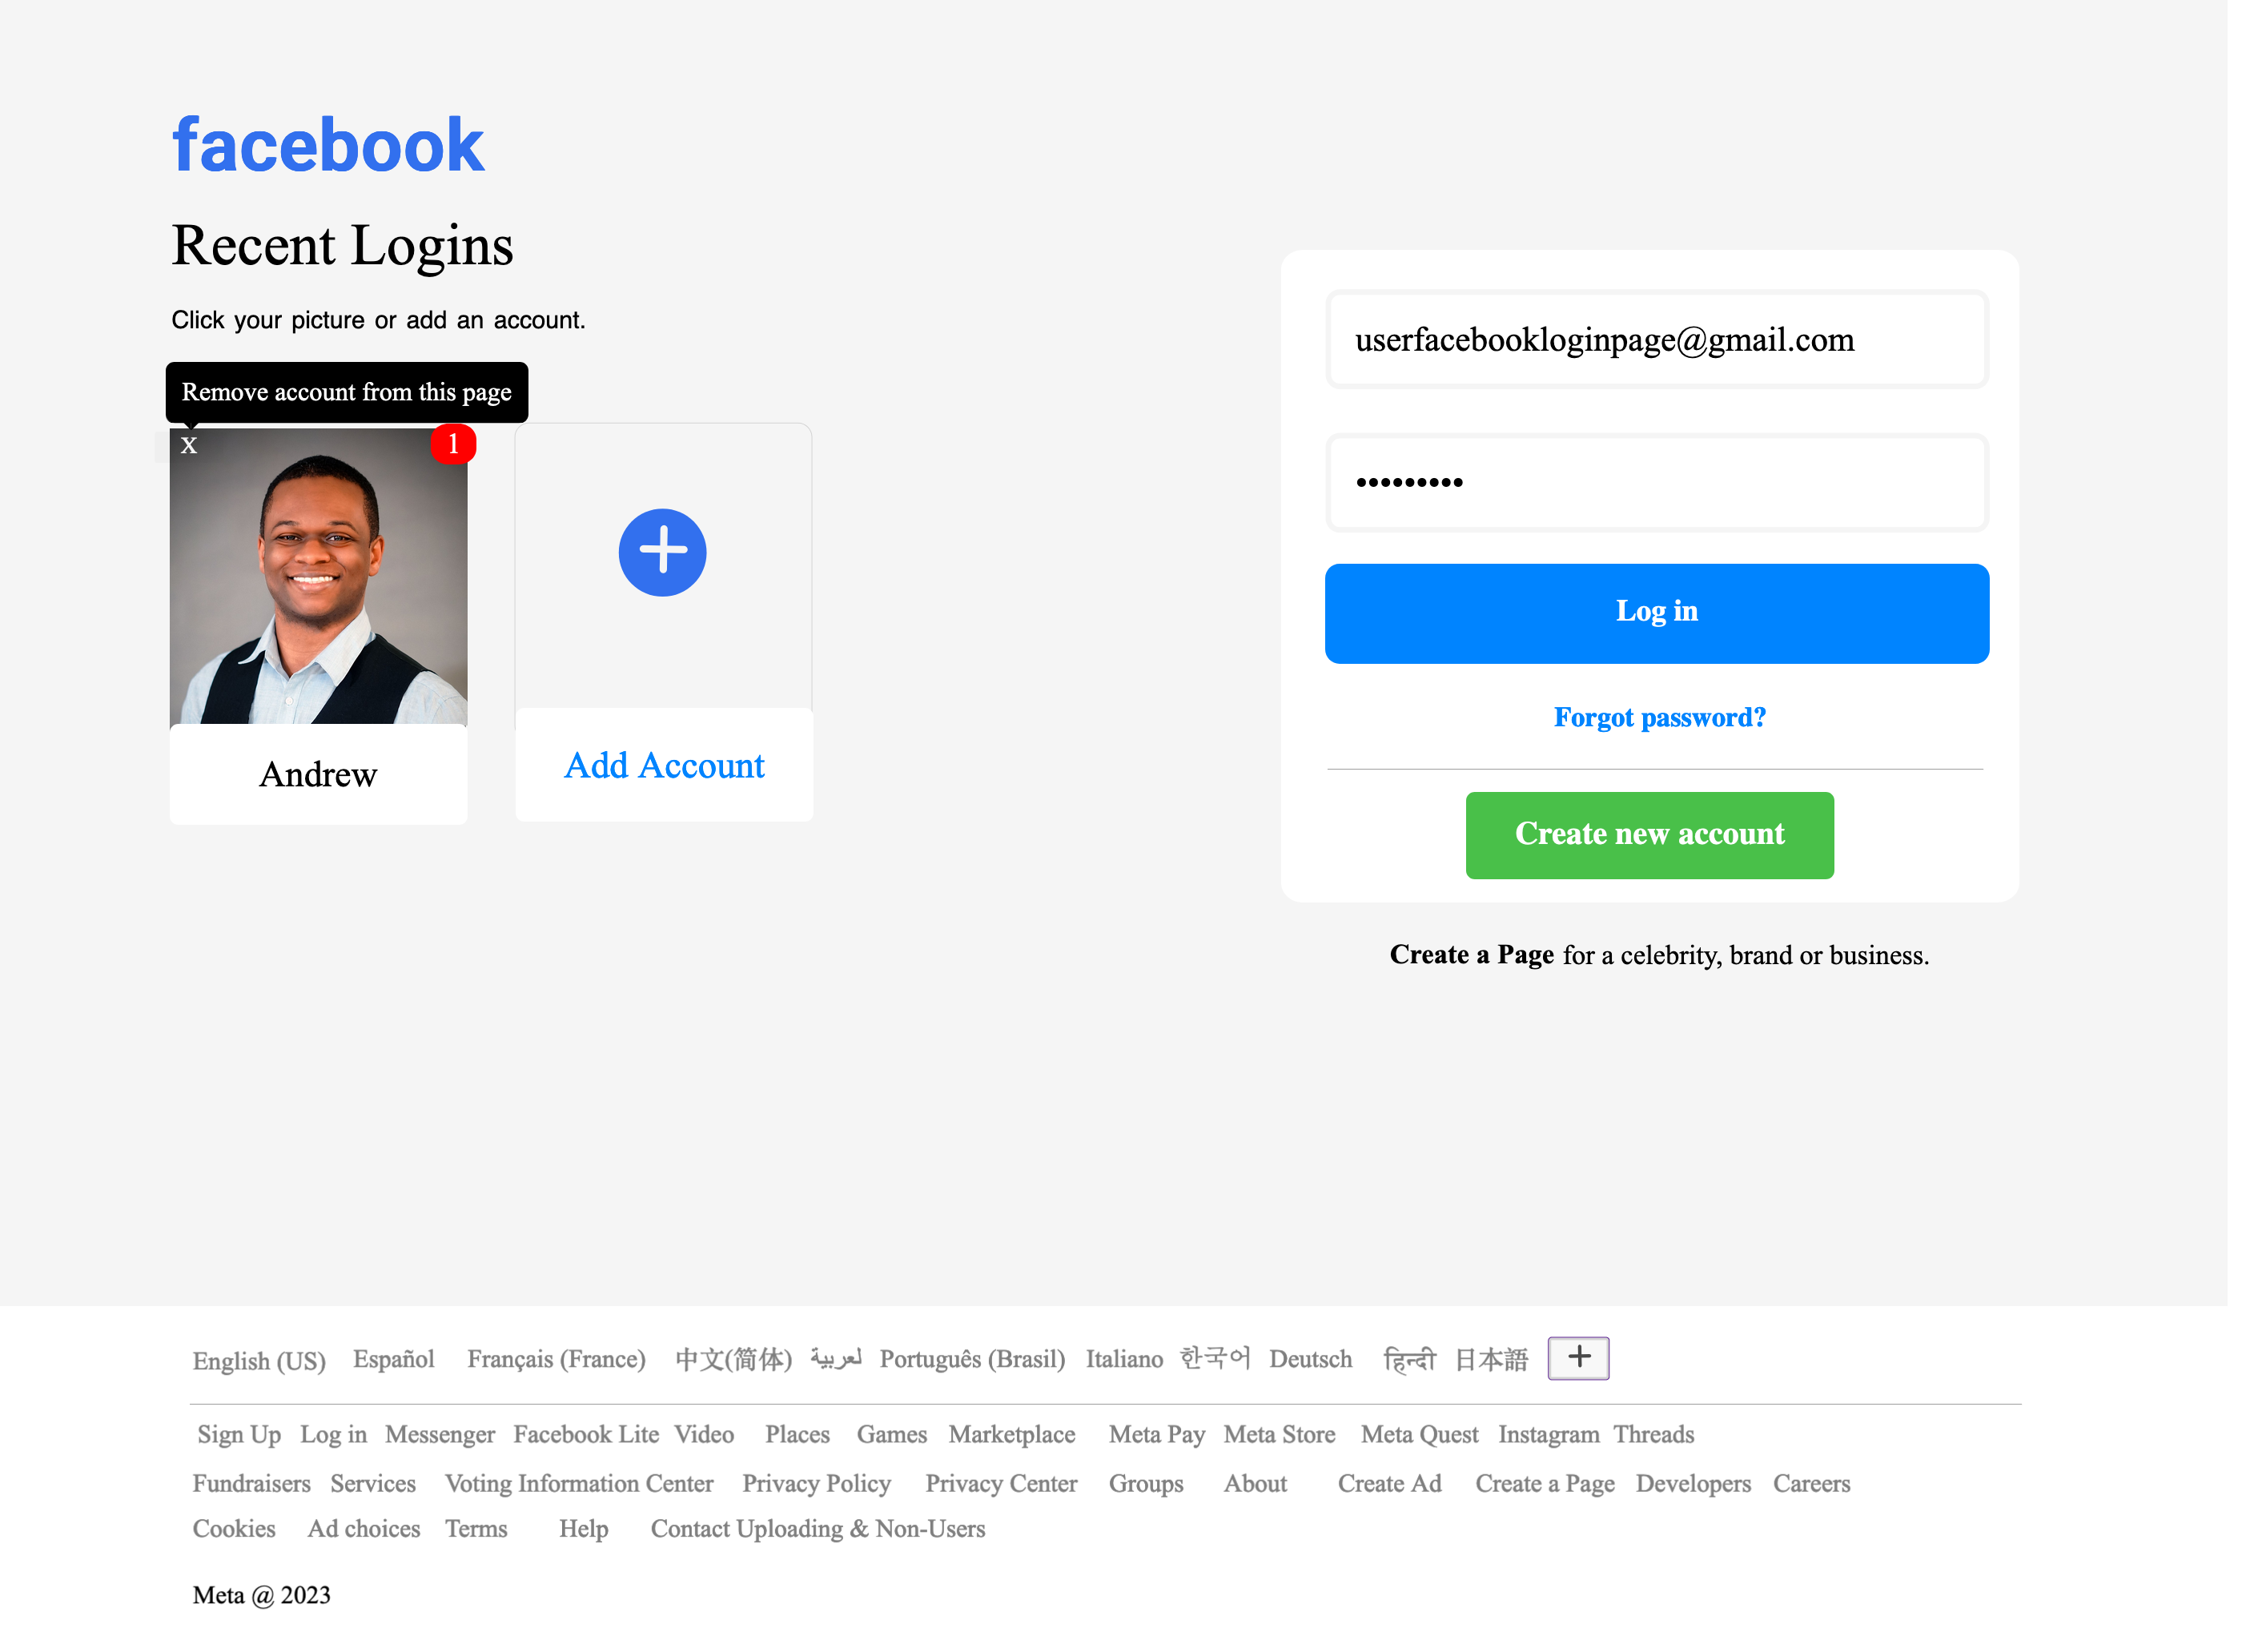 facebook
Recent Logins
Click your picture or add an account.
Remove account from this page
x
1
Andrew
Add Account
userfacebookloginpage@gmail.com
•••••••••
Log in
Forgot password?
Create new account
Create a Page for a celebrity, brand or business.
English (US) Español Français (France) 中文(简体) لعربية Português (Brasil) Italiano 한국어 Deutsch हिन्दी 日本語 +
Sign Up Log in Messenger Facebook Lite Video Places Games Marketplace Meta Pay Meta Store Meta Quest Instagram Threads
Fundraisers Services Voting Information Center Privacy Policy Privacy Center Groups About Create Ad Create a Page Developers Careers
Cookies Ad choices Terms Help Contact Uploading & Non-Users
Meta @ 2023